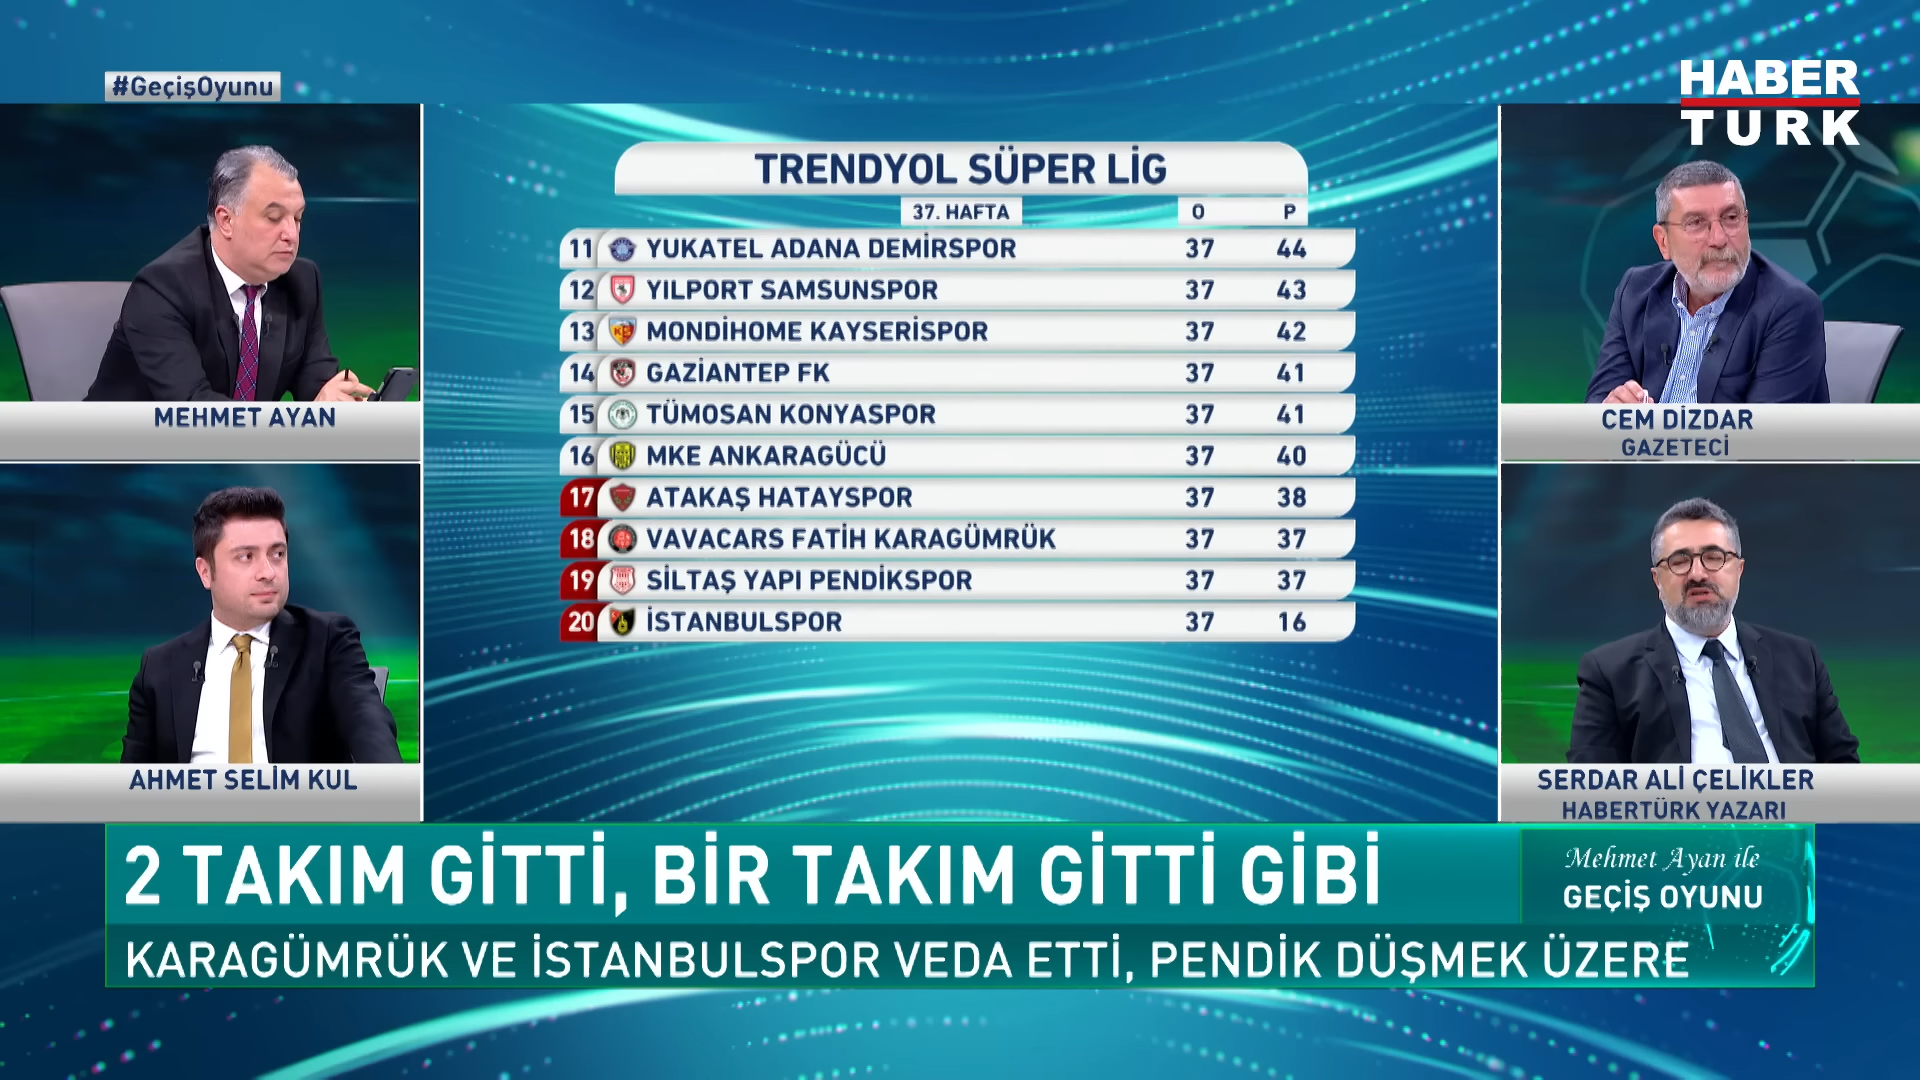 #GeçişOyunu
HABER
TURK
TRENDYOL SÜPER LİG
37. HAFTA O P
11 YUKATEL ADANA DEMİRSPOR 37 44
12 YILPORT SAMSUNSPOR 37 43
13 MONDİHOME KAYSERİSPOR 37 42
14 GAZİANTEP FK 37 41
15 TÜMOSAN KONYASPOR 37 41
16 MKE ANKARAGÜCÜ 37 40
17 ATAKAŞ HATAYSPOR 37 38
18 VAVACARS FATİH KARAGÜMRÜK 37 37
19 SİLTAŞ YAPI PENDİKSPOR 37 37
20 İSTANBULSPOR 37 16
MEHMET AYAN
CEM DİZDAR
GAZETECİ
AHMET SELİM KUL
SERDAR ALİ ÇELİKLER
HABERTÜRK YAZARI
2 TAKIM GİTTİ, BİR TAKIM GİTTİ GİBİ
Mehmet Ayan ile
GEÇİŞ OYUNU
KARAGÜMRÜK VE İSTANBULSPOR VEDA ETTİ, PENDİK DÜŞMEK ÜZERE